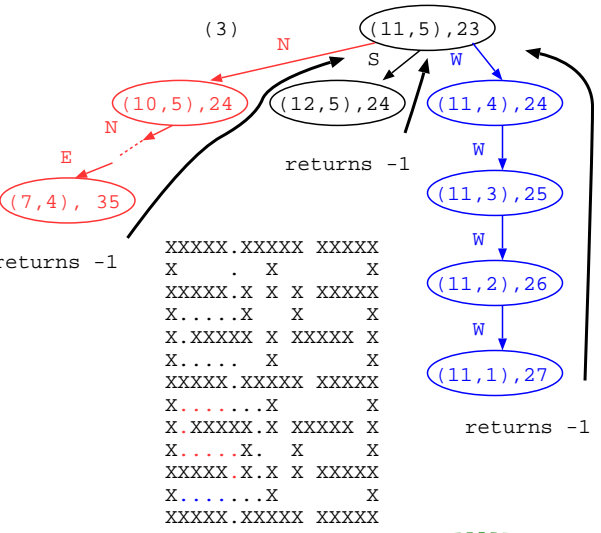 (3)
(11,5),23
N
S
W
(10,5),24
(12,5),24
(11,4),24
N
E
returns -1
W
(7,4), 35
(11,3),25
returns -1
W
(11,2),26
W
(11,1),27
returns -1
XXXXX.XXXXX XXXXX
X    .  X       X
XXXXX.X X X XXXXX
X.....X   X     X
X.XXXXX X XXXXX X
X.....  X       X
XXXXX.XXXXX XXXXX
X.......X       X
X.XXXXX.X XXXXX X
X.....X.  X     X
XXXXX.X.X X XXXXX
X.......X       X
XXXXX.XXXXX XXXXX